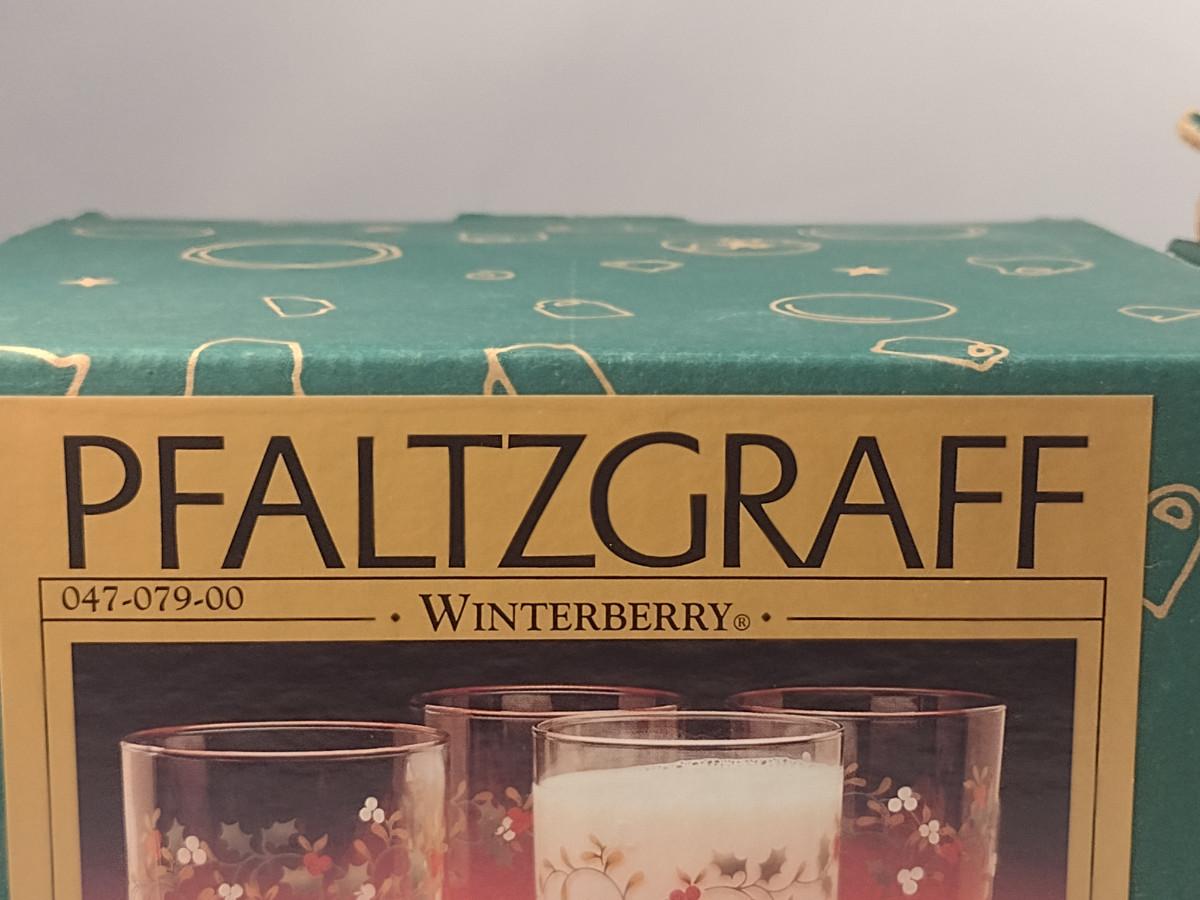 PFALTZGRAFF
047-079-00
• WINTERBERRY® •